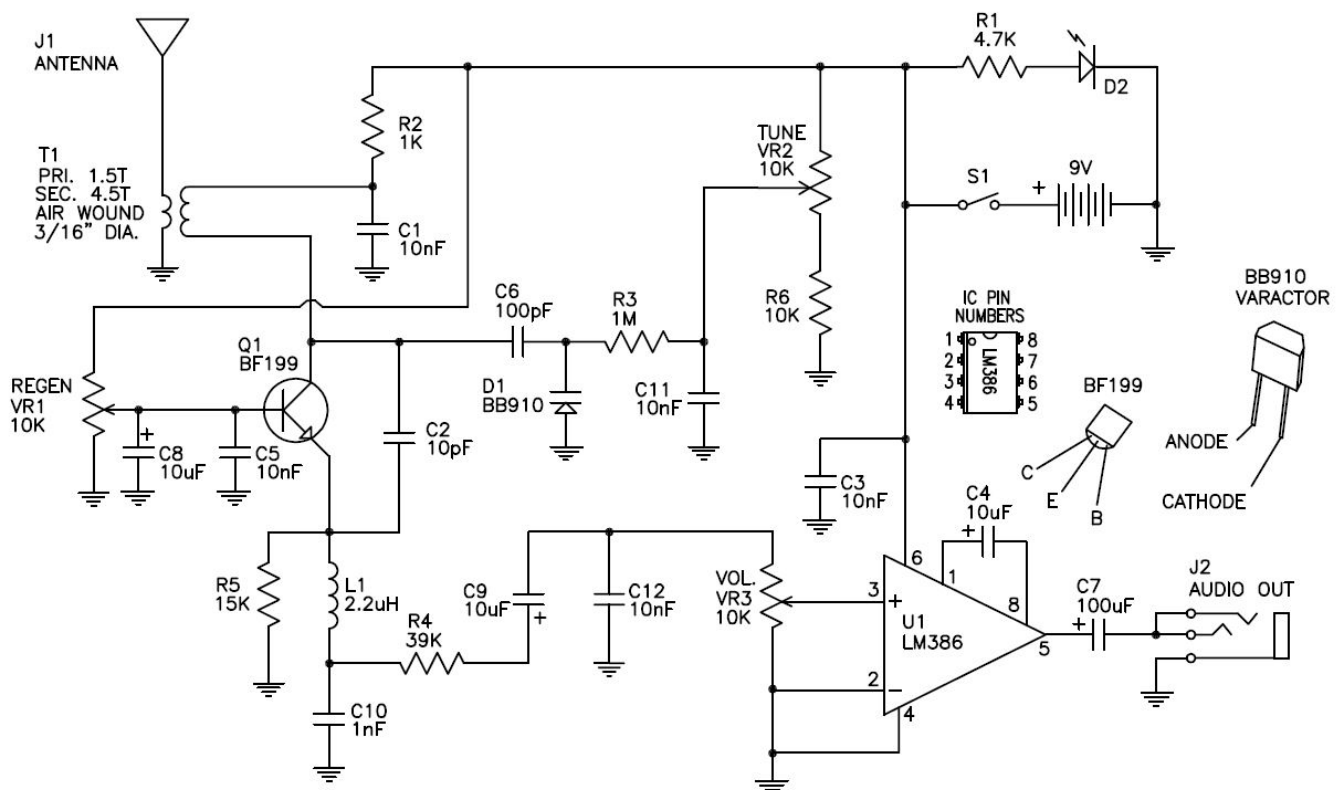 J1
ANTENNA
R1
4.7K
D2
R2
1K
TUNE
VR2
10K
T1
PRI. 1.5T
SEC. 4.5T
AIR WOUND
3/16" DIA.
S1
+
9V
C1
10nF
C6
100pF
R3
1M
R6
10K
IC PIN
NUMBERS
1
8
2
7
3
6
4
5
LM386
BB910
VARACTOR
Q1
BF199
REGEN
VR1
10K
D1
BB910
C11
10nF
BF199
+
C8
10uF
C5
10nF
C2
10pF
ANODE
C
E
B
CATHODE
C3
10nF
C4
10uF
+
6
1
8
R5
15K
L1
2.2uH
C9
10uF
+
R4
39K
C12
10nF
VOL.
VR3
10K
3
+
U1
LM386
2
−
4
5
C7
100uF
+
J2
AUDIO OUT
C10
1nF